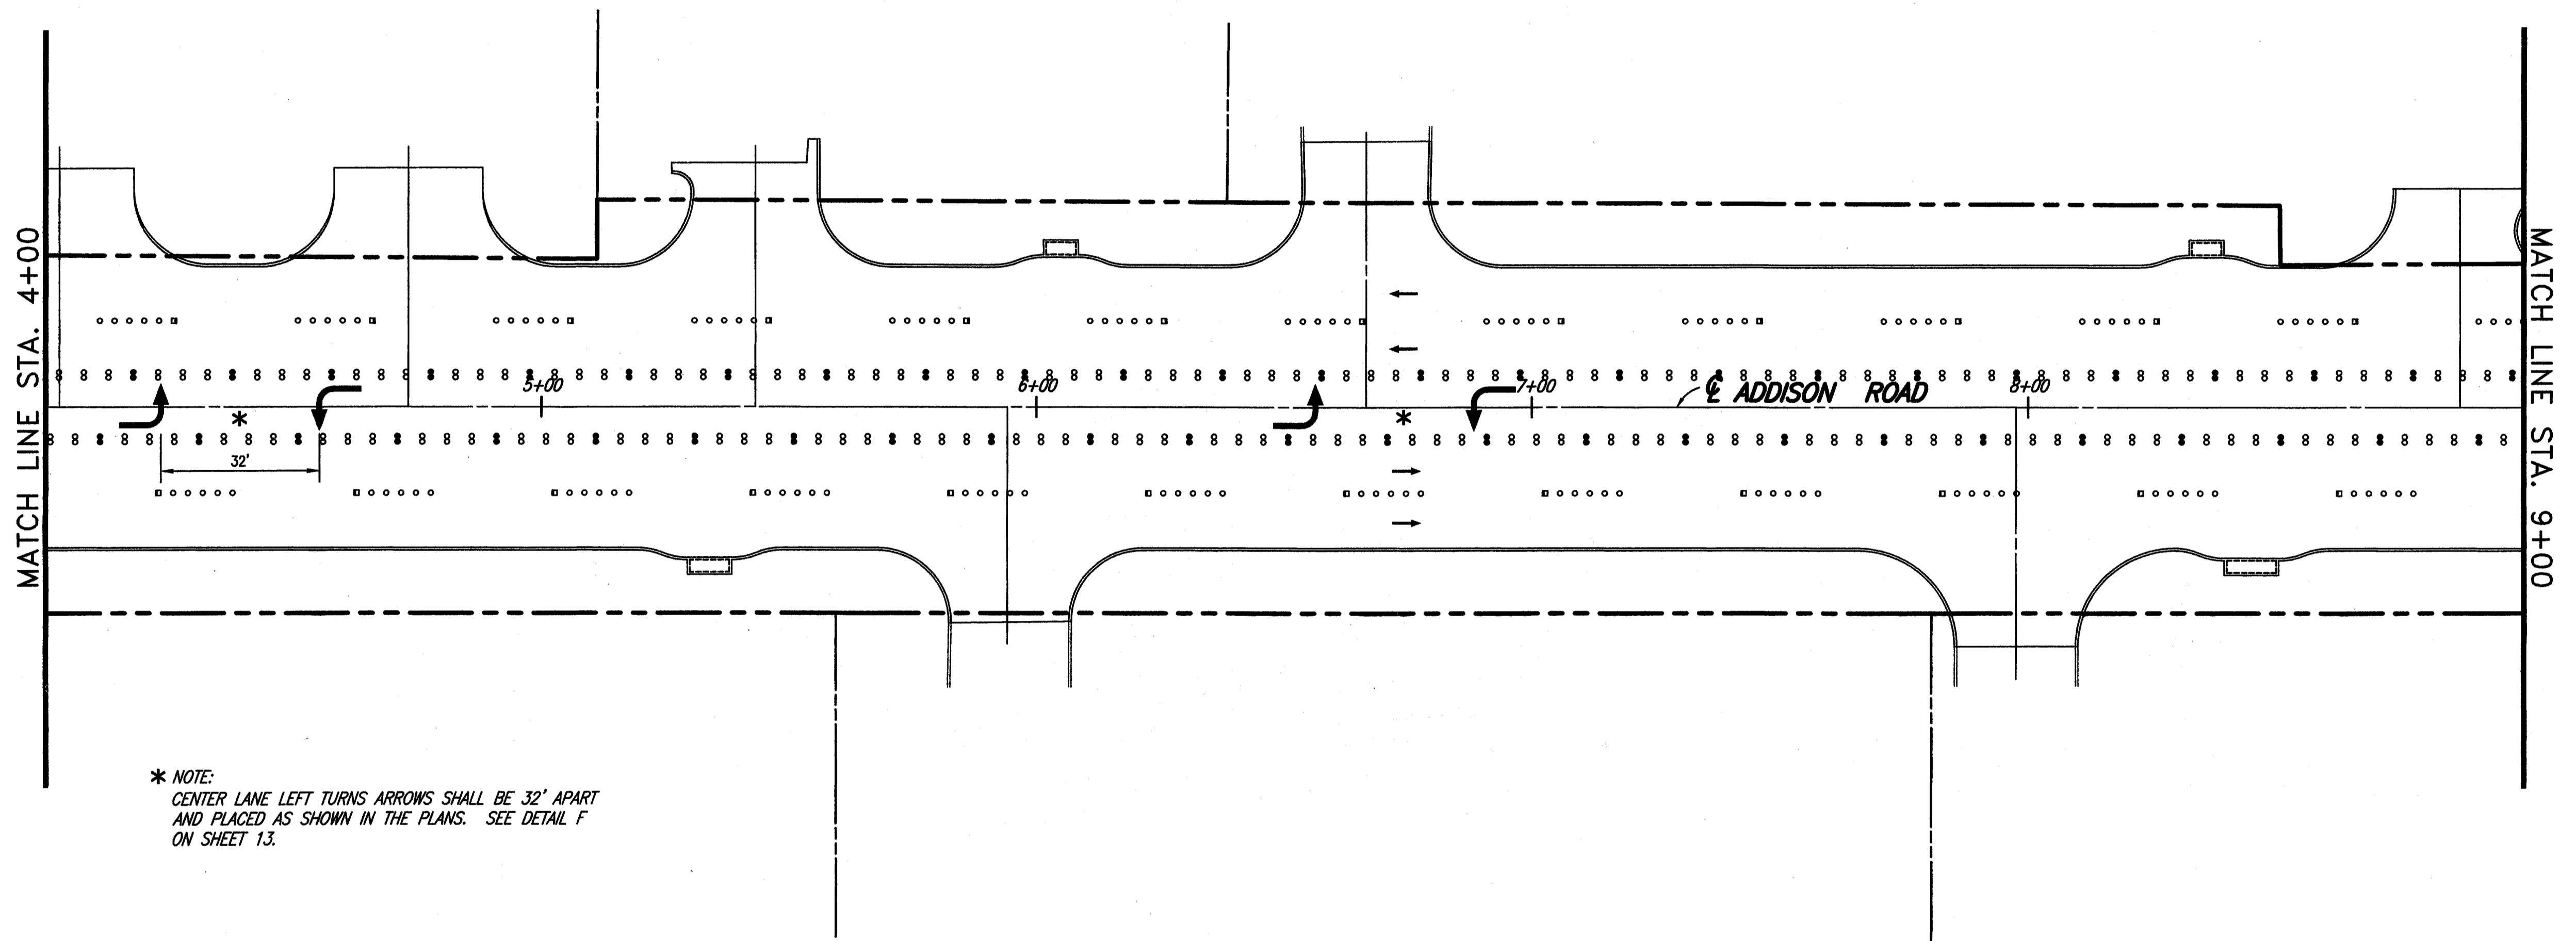 MATCH LINE STA. 4+00
5+00
6+00
7+00
℄ ADDISON ROAD
8+00
MATCH LINE STA. 9+00
*
*
32'
* NOTE:
CENTER LANE LEFT TURNS ARROWS SHALL BE 32' APART
AND PLACED AS SHOWN IN THE PLANS. SEE DETAIL F
ON SHEET 13.